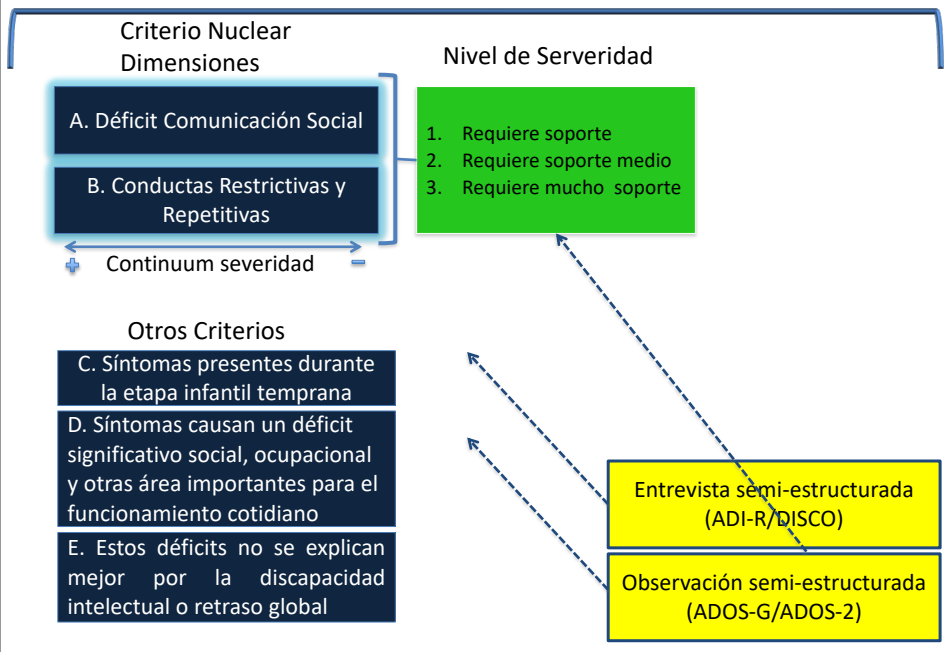 Criterio Nuclear
Dimensiones
Nivel de Serveridad
A. Déficit Comunicación Social
B. Conductas Restrictivas y
Repetitivas
1. Requiere soporte
2. Requiere soporte medio
3. Requiere mucho soporte
+ Continuum severidad −
Otros Criterios
C. Síntomas presentes durante
la etapa infantil temprana
D. Síntomas causan un déficit
significativo social, ocupacional
y otras área importantes para el
funcionamiento cotidiano
E. Estos déficits no se explican
mejor por la discapacidad
intelectual o retraso global
Entrevista semi-estructurada
(ADI-R/DISCO)
Observación semi-estructurada
(ADOS-G/ADOS-2)